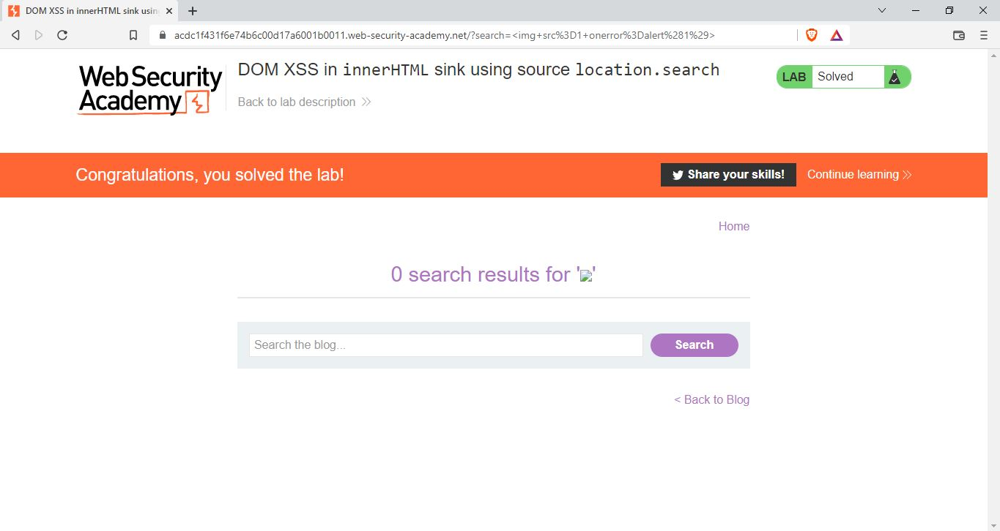 DOM XSS in innerHTML sink usin
acdc1f431f6e74b6c00d17a6001b0011.web-security-academy.net/?search=<img+src%3D1+onerror%3Dalert%281%29>
Web Security
Academy
DOM XSS in innerHTML sink using source location.search
Back to lab description
LAB Solved
Congratulations, you solved the lab!
Share your skills!
Continue learning
Home
0 search results for ''
Search the blog...
Search
< Back to Blog